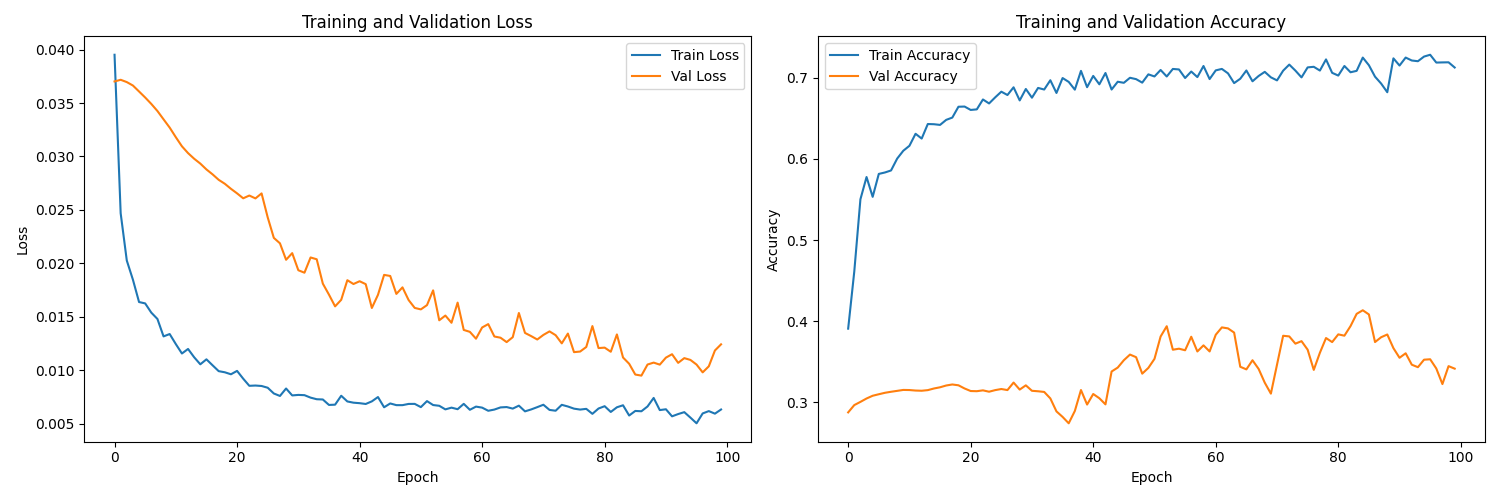 Training and Validation Loss
Train Loss
Val Loss
0.040
0.035
0.030
0.025
0.020
0.015
0.010
0.005
Loss
0
20
40
60
80
100
Epoch
Training and Validation Accuracy
Train Accuracy
Val Accuracy
0.7
0.6
0.5
0.4
0.3
Accuracy
0
20
40
60
80
100
Epoch